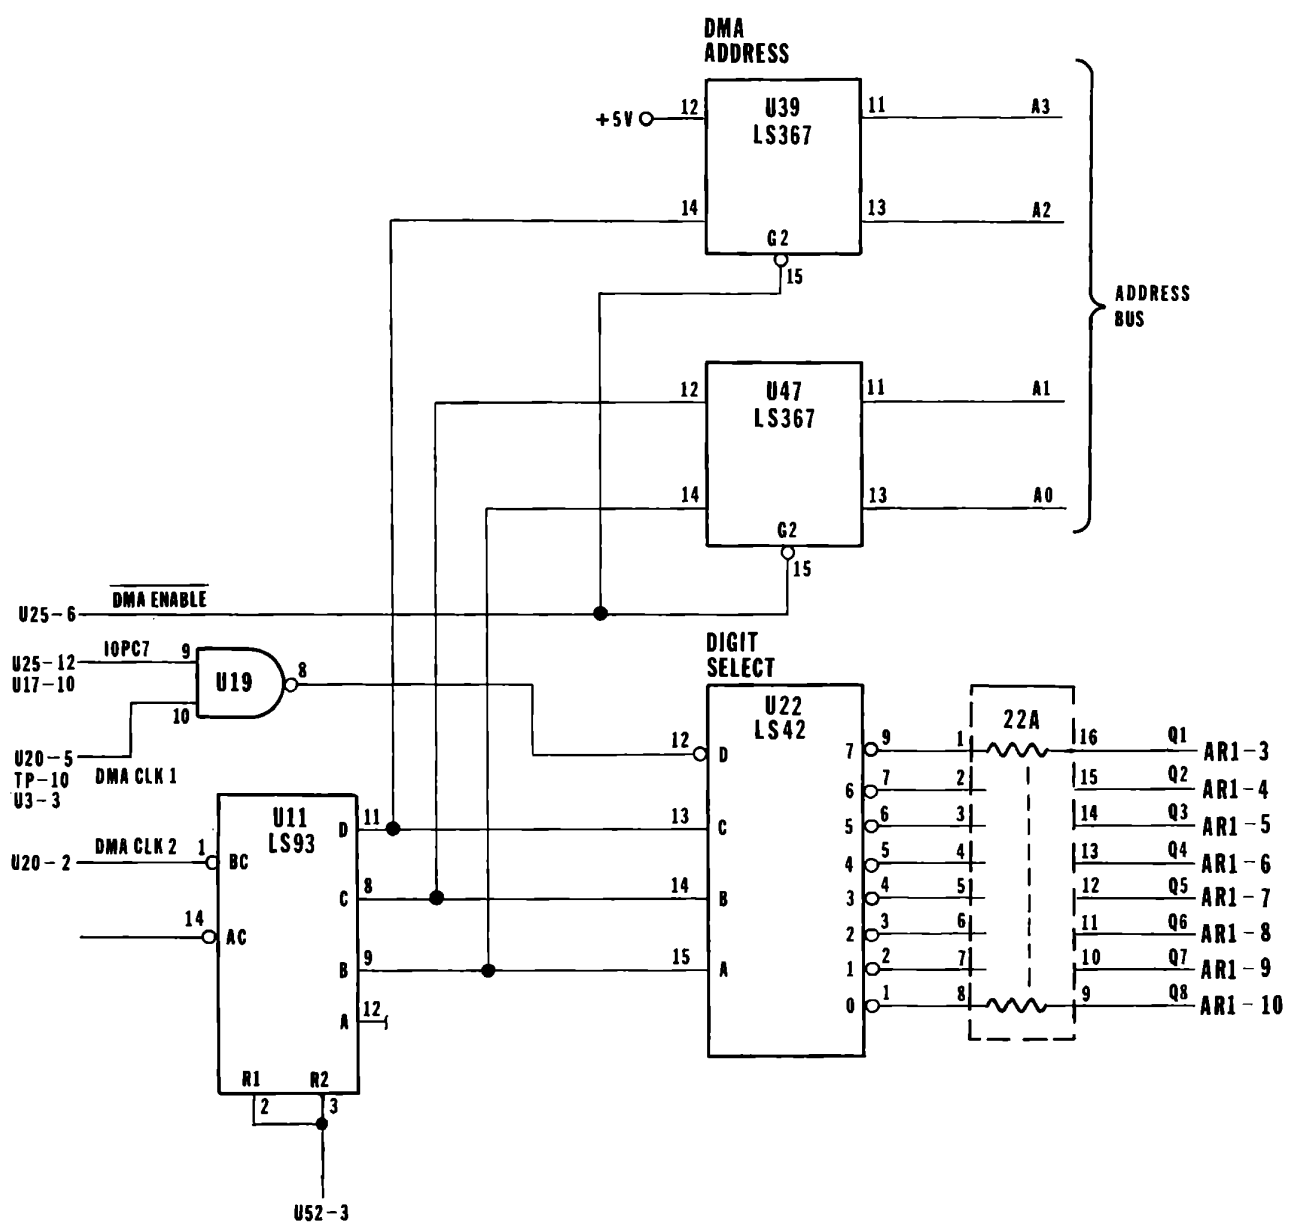 DMA
ADDRESS
U39
LS367
+5V
12
11
A3
14
13
A2
G2
15
ADDRESS
BUS
U47
LS367
12
11
A1
14
13
A0
G2
15
U25-6
DMA ENABLE
U25-12
IOPC7
9
U17-10
U19
8
10
U20-5
TP-10
DMA CLK 1
U3-3
DIGIT
SELECT
U22
LS42
12
D
13
C
14
B
15
A
7
9
6
7
5
6
4
5
3
4
2
3
1
2
0
1
22A
1
16
Q1
AR1-3
2
15
Q2
AR1-4
3
14
Q3
AR1-5
4
13
Q4
AR1-6
5
12
Q5
AR1-7
6
11
Q6
AR1-8
7
10
Q7
AR1-9
8
9
Q8
AR1-10
U11
LS93
U20-2
DMA CLK 2
1
BC
14
AC
D
11
C
8
B
9
A
12
R1
R2
2
3
U52-3